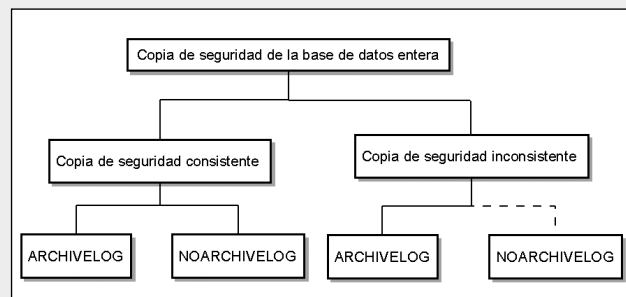 Copia de seguridad de la base de datos entera
Copia de seguridad consistente
Copia de seguridad inconsistente
ARCHIVELOG
NOARCHIVELOG
ARCHIVELOG
NOARCHIVELOG